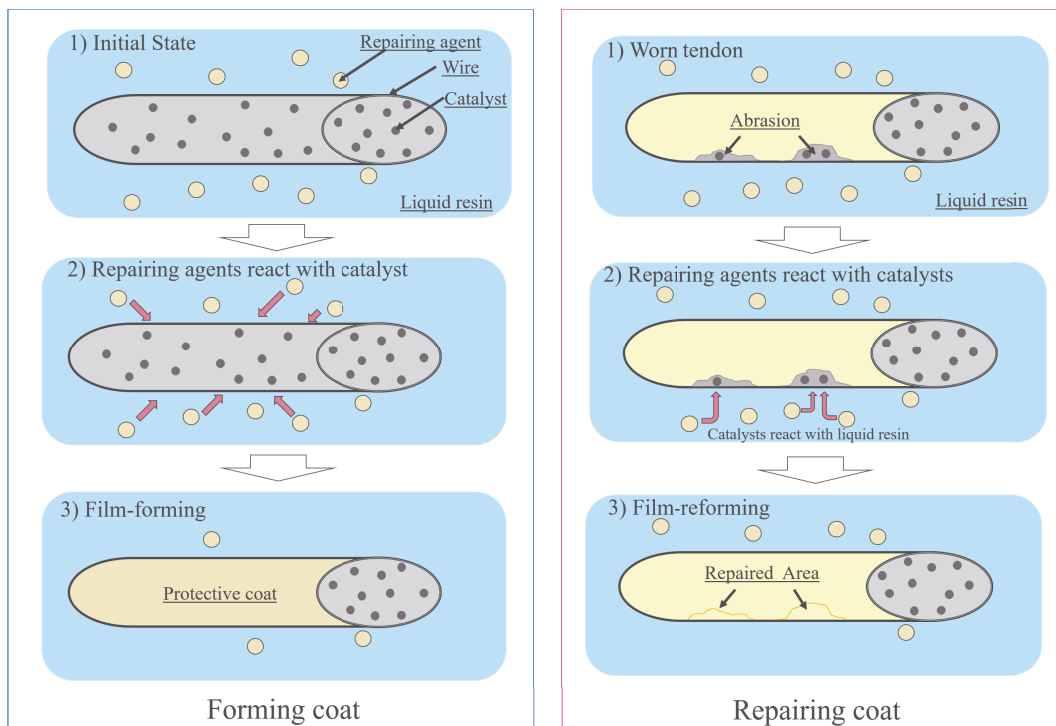 1) Initial State
Repairing agent
Wire
Catalyst
Liquid resin
2) Repairing agents react with catalyst
3) Film-forming
Protective coat
Forming coat
1) Worn tendon
Abrasion
Liquid resin
2) Repairing agents react with catalysts
Catalysts react with liquid resin
3) Film-reforming
Repaired Area
Repairing coat